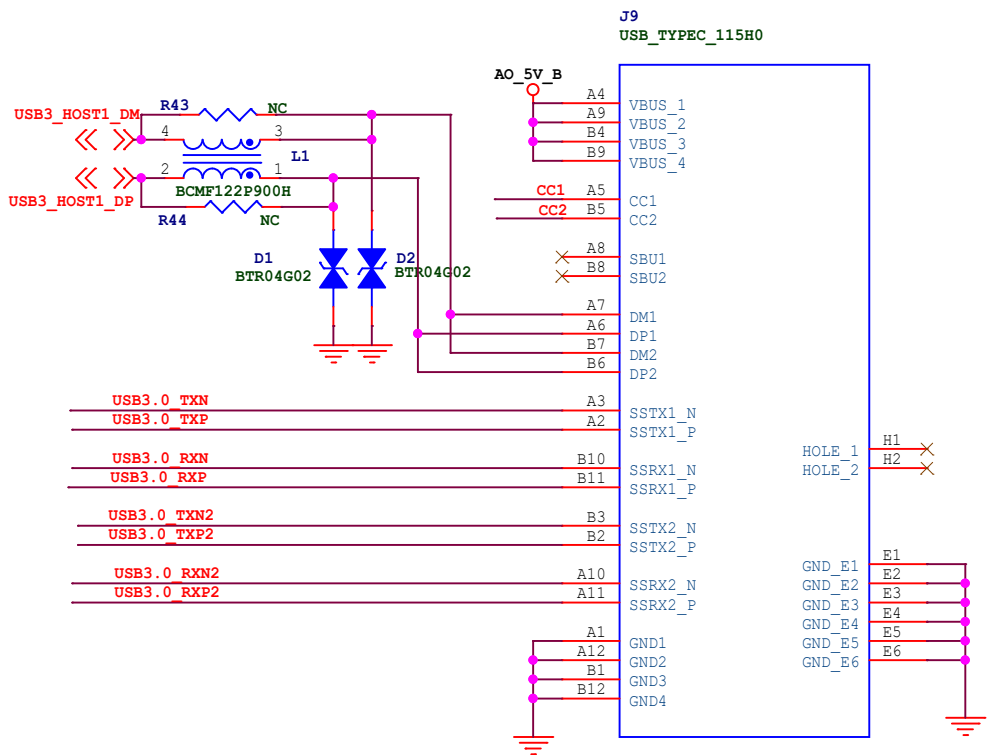 J9
USB_TYPEC_115H0
AO_5V_B
R43
NC
USB3_HOST1_DM
4
3
L1
2
1
BCMF122P900H
USB3_HOST1_DP
R44
NC
D1
BTR04G02
D2
BTR04G02
A4 VBUS_1
A9 VBUS_2
B4 VBUS_3
B9 VBUS_4
CC1 A5 CC1
CC2 B5 CC2
A8 SBU1
B8 SBU2
A7 DM1
A6 DP1
B7 DM2
B6 DP2
USB3.0_TXN A3 SSTX1_N
USB3.0_TXP A2 SSTX1_P
USB3.0_RXN B10 SSRX1_N
USB3.0_RXP B11 SSRX1_P
USB3.0_TXN2 B3 SSTX2_N
USB3.0_TXP2 B2 SSTX2_P
USB3.0_RXN2 A10 SSRX2_N
USB3.0_RXP2 A11 SSRX2_P
A1 GND1
A12 GND2
B1 GND3
B12 GND4
HOLE_1 H1
HOLE_2 H2
GND_E1 E1
GND_E2 E2
GND_E3 E3
GND_E4 E4
GND_E5 E5
GND_E6 E6